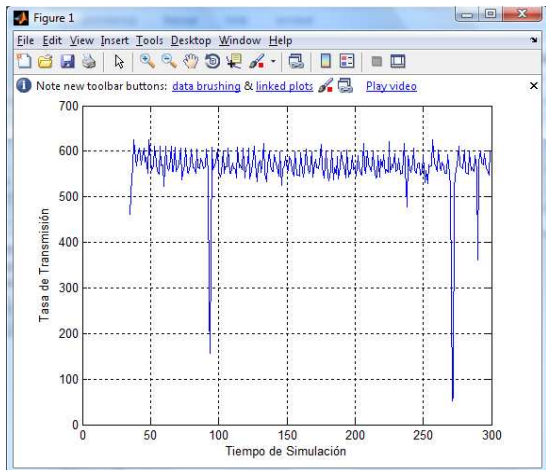 Figure 1
File Edit View Insert Tools Desktop Window Help
Note new toolbar buttons: data brushing & linked plots Play video
700
600
500
400
300
200
100
0
Tasa de Transmisión
0 50 100 150 200 250 300
Tiempo de Simulación